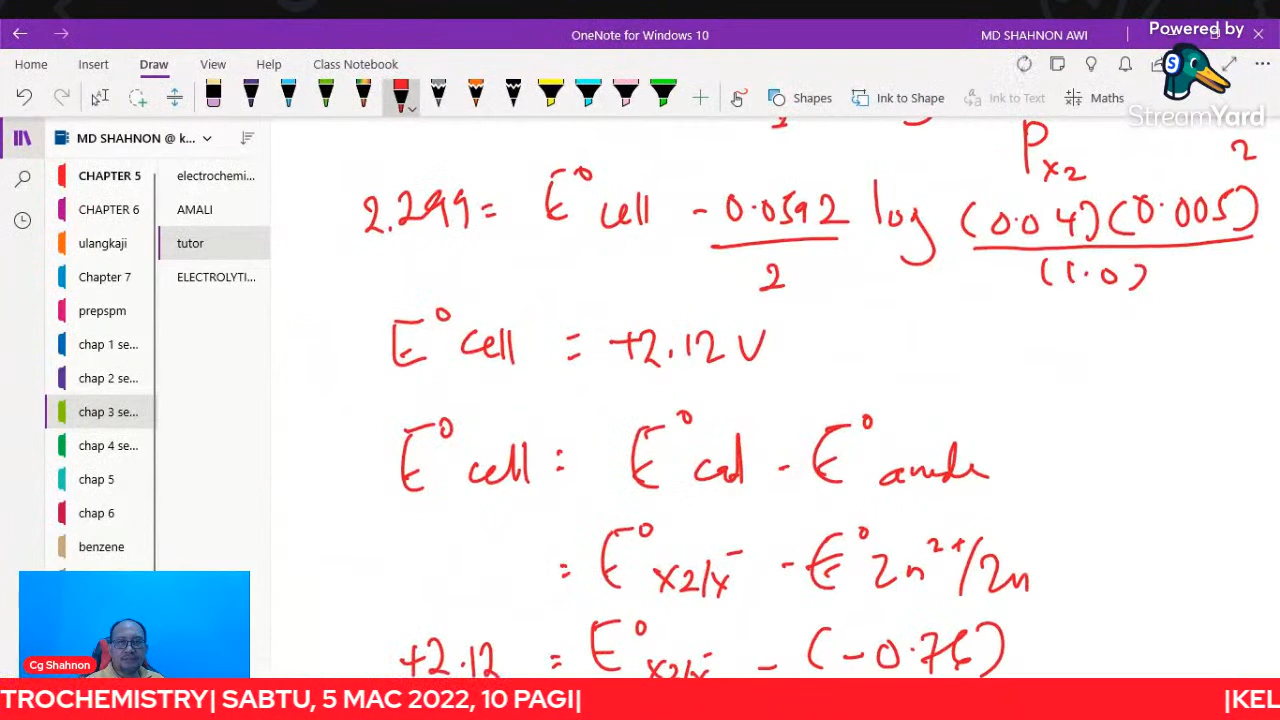 OneNote for Windows 10
MD SHAHNON AWI
Powered by
StreamYard
Home Insert Draw View Help Class Notebook
Shapes Ink to Shape Ink to Text Maths
MD SHAHNON @ k...
CHAPTER 5
CHAPTER 6
ulangkaji
Chapter 7
prepspm
chap 1 se...
chap 2 se...
chap 3 se...
chap 4 se...
chap 5
chap 6
benzene
electrochemi...
AMALI
tutor
ELECTROLYTI...
P x2 2
2.299 = E° cell - 0.0592 log (0.04)(0.005)
2 (1.0)
E° cell = +2.12 V
E° cell = E° cad - E° anode
= E° x2/x⁻ - E° Zn²⁺/Zn
+2.12 = E° x2/x⁻ - (-0.76)
Cg Shahnon
TROCHEMISTRY| SABTU, 5 MAC 2022, 10 PAGI| |KEL